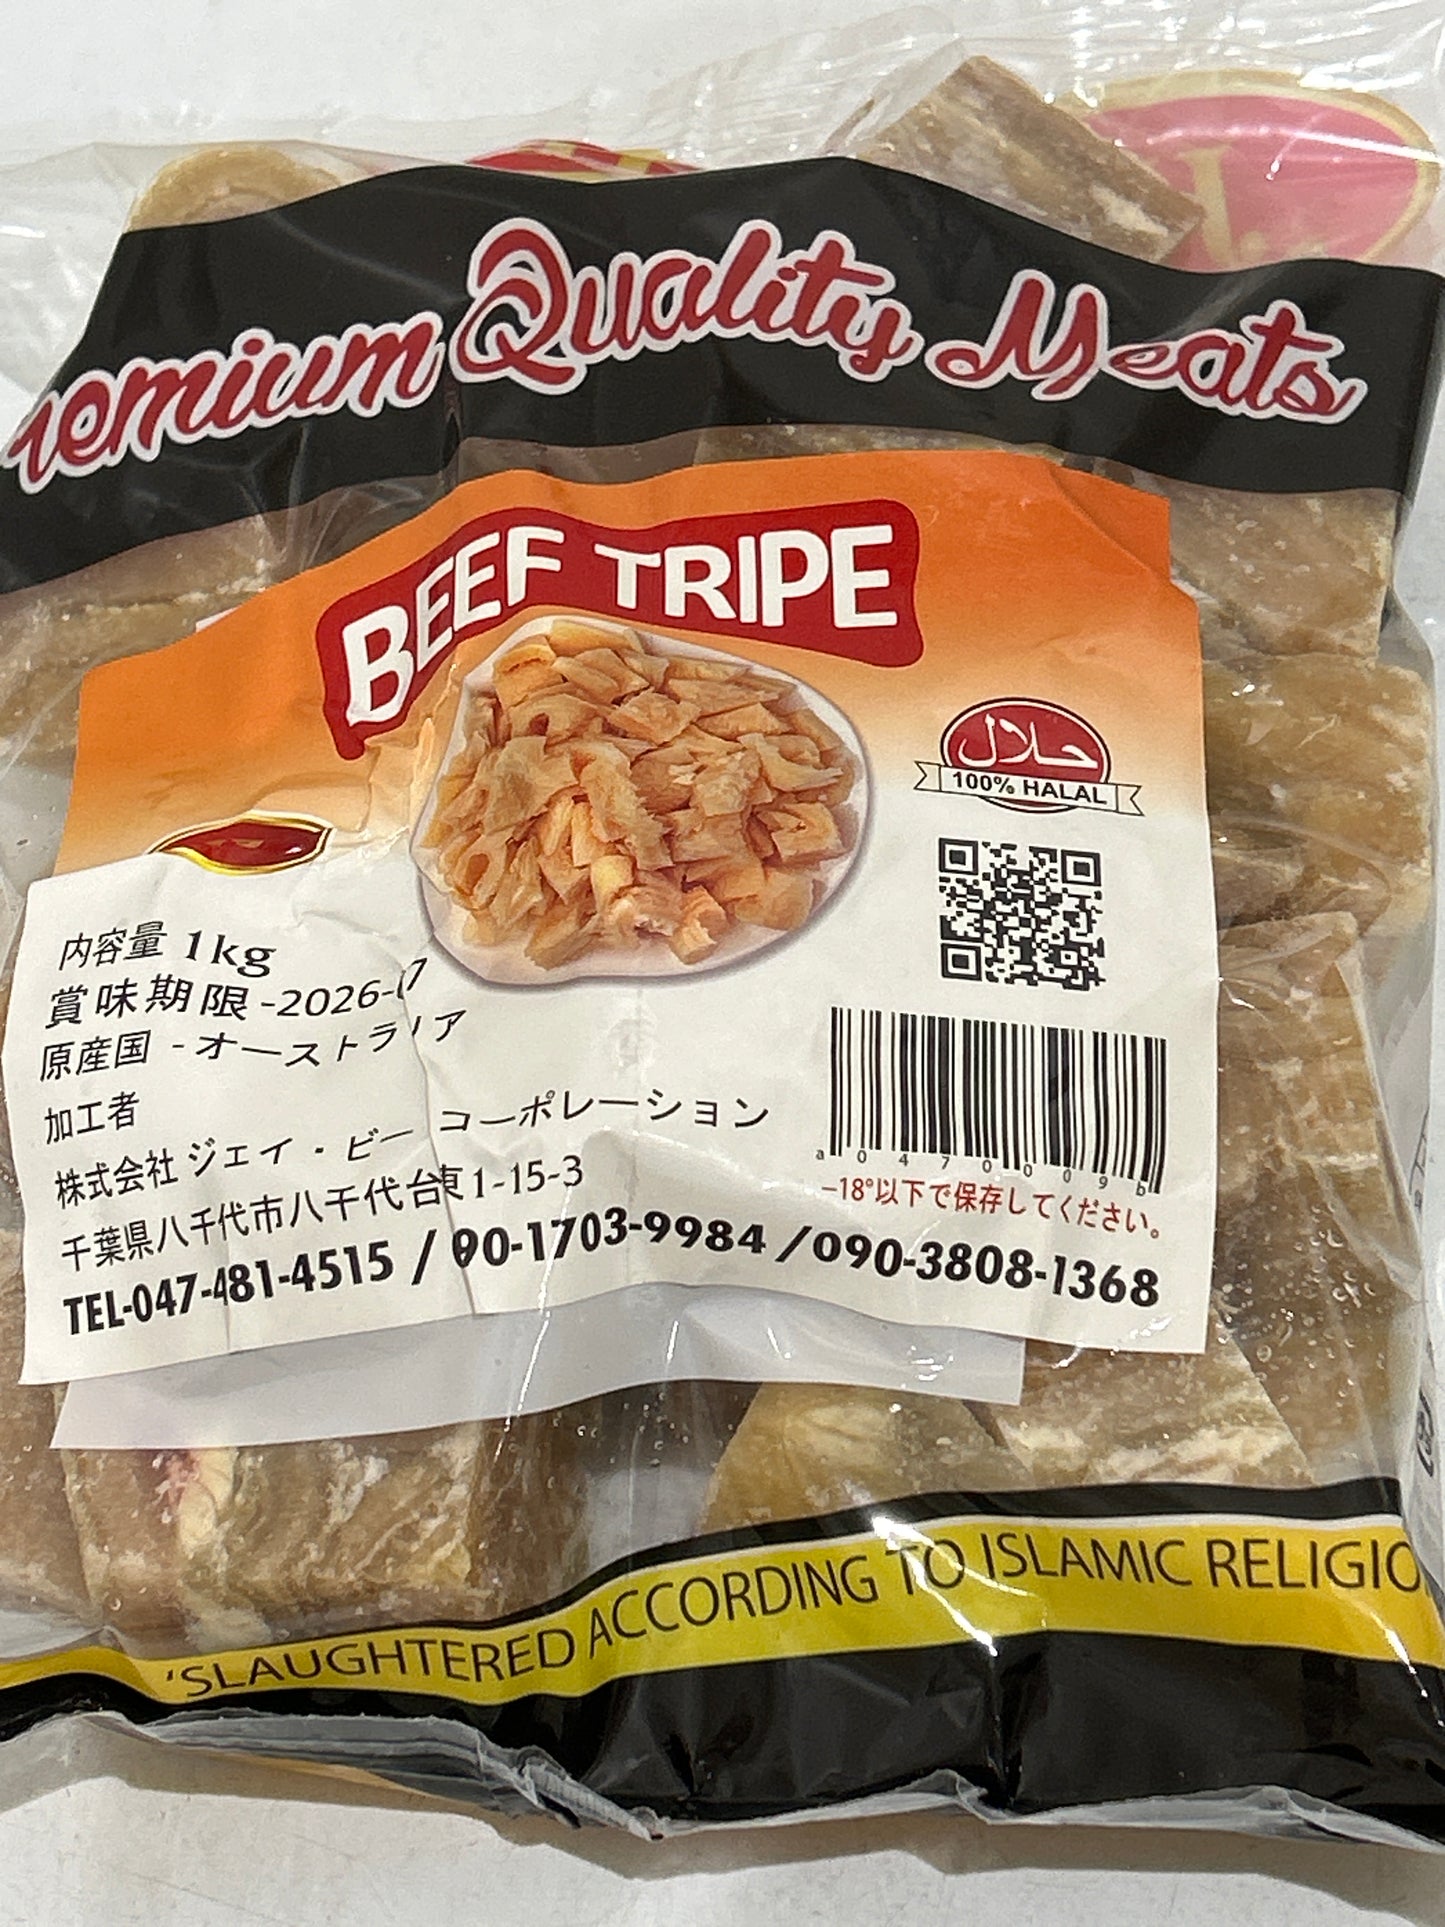 remium Quality Meats
BEEF TRIPE
حلال
100% HALAL
内容量 1kg
賞味期限 -2026-07
原産国 - オーストラリア
加工者
株式会社 ジェイ・ビー コーポレーション
千葉県八千代市八千代台東1-15-3
TEL-047-481-4515 / 090-1703-9984 /090-3808-1368
a0470009b
−18°以下で保存してください。
'SLAUGHTERED ACCORDING TO ISLAMIC RELIGIO